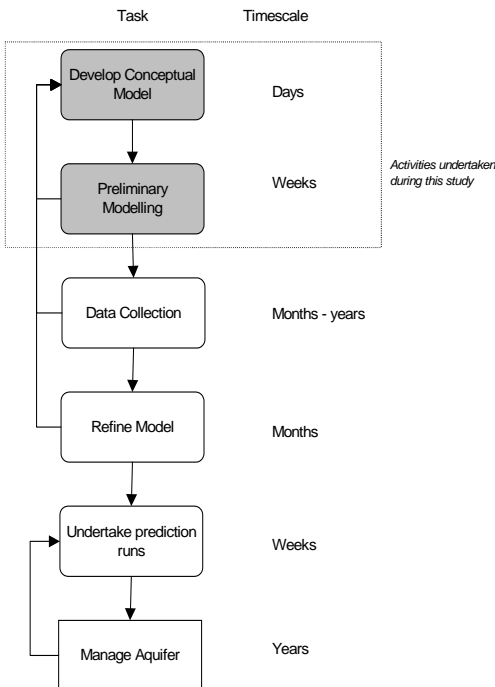 Task Timescale
Develop Conceptual
Model
Days
Activities undertaken
during this study
Preliminary
Modelling
Weeks
Data Collection
Months - years
Refine Model
Months
Undertake prediction
runs
Weeks
Manage Aquifer
Years